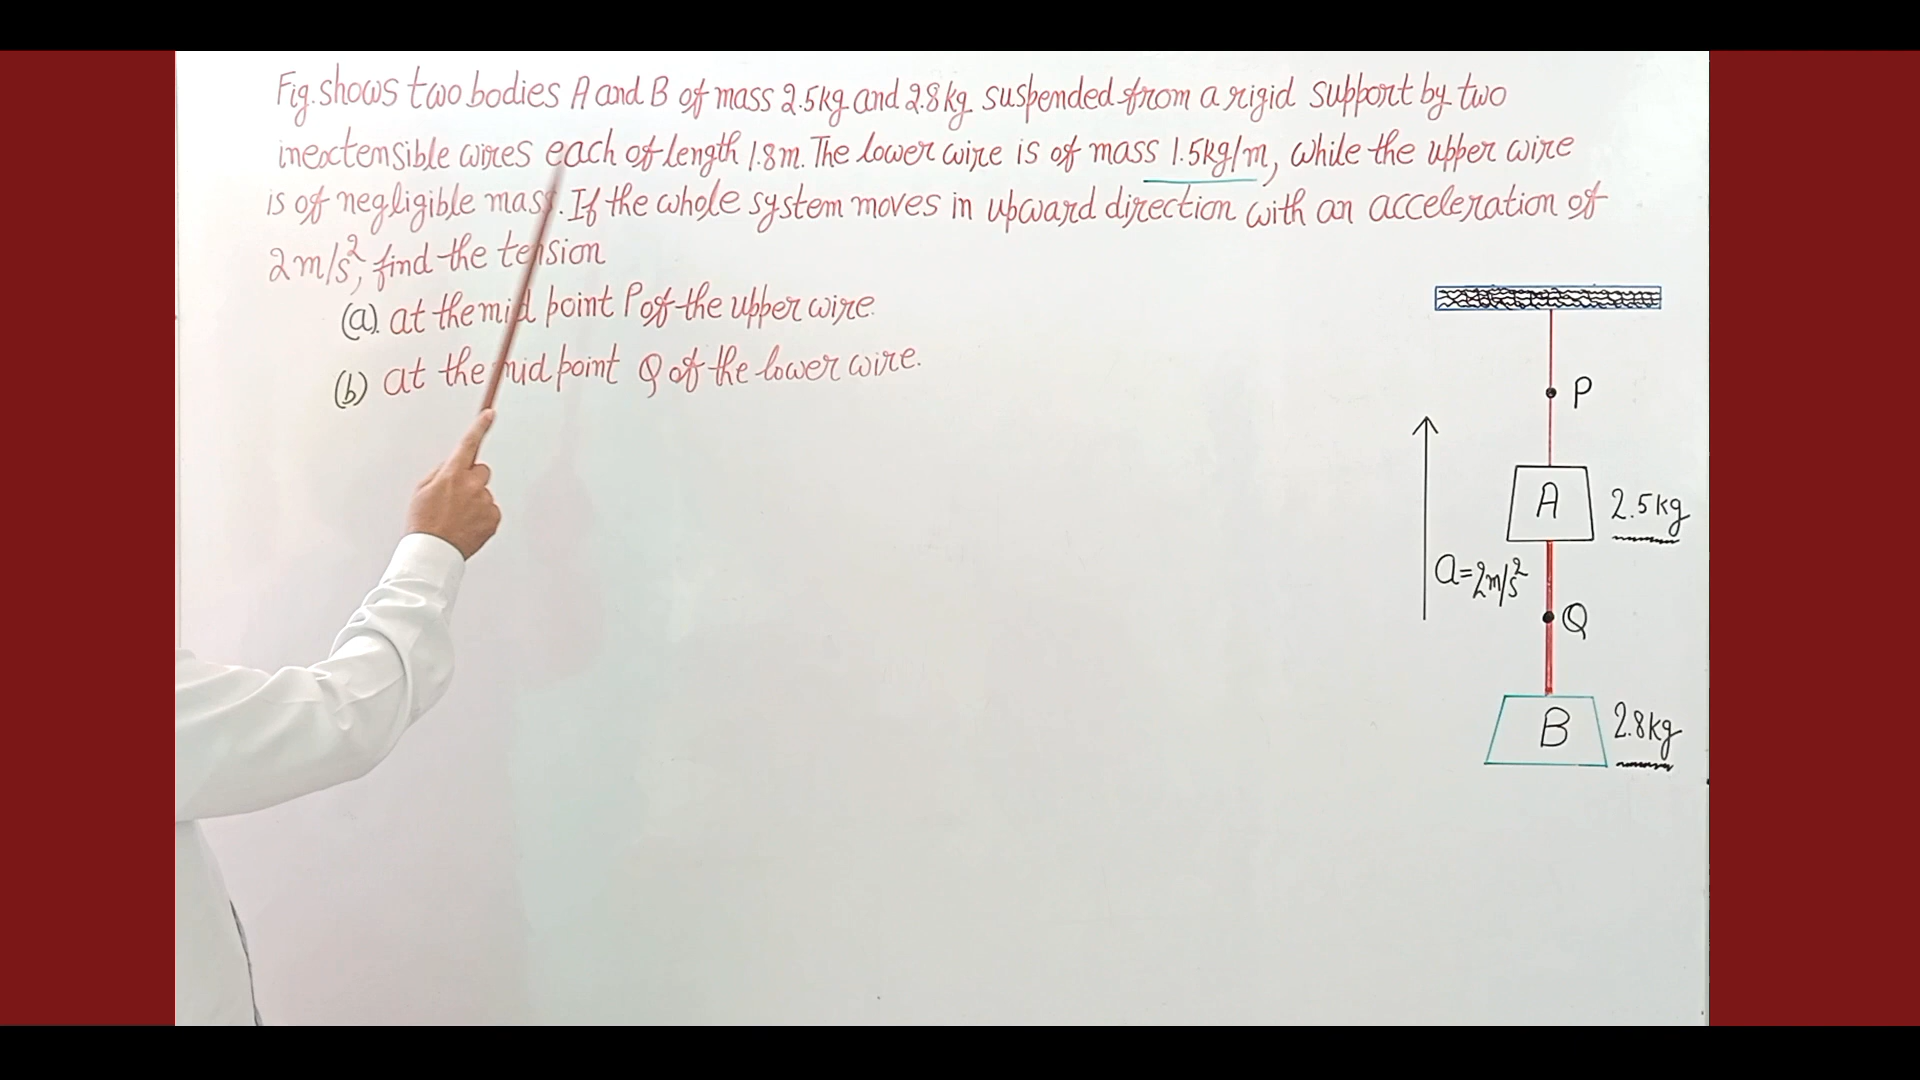 Fig. shows two bodies A and B of mass 2.5kg and 2.8kg suspended from a rigid support by two
inextensible wires each of length 1.8m. The lower wire is of mass 1.5kg/m, while the upper wire
is of negligible mass. If the whole system moves in upward direction with an acceleration of
2m/s², find the tension
(a). at the mid point P of the upper wire.
(b) at the mid point Q of the lower wire.
P
A
2.5kg
a=2m/s²
Q
B
2.8kg